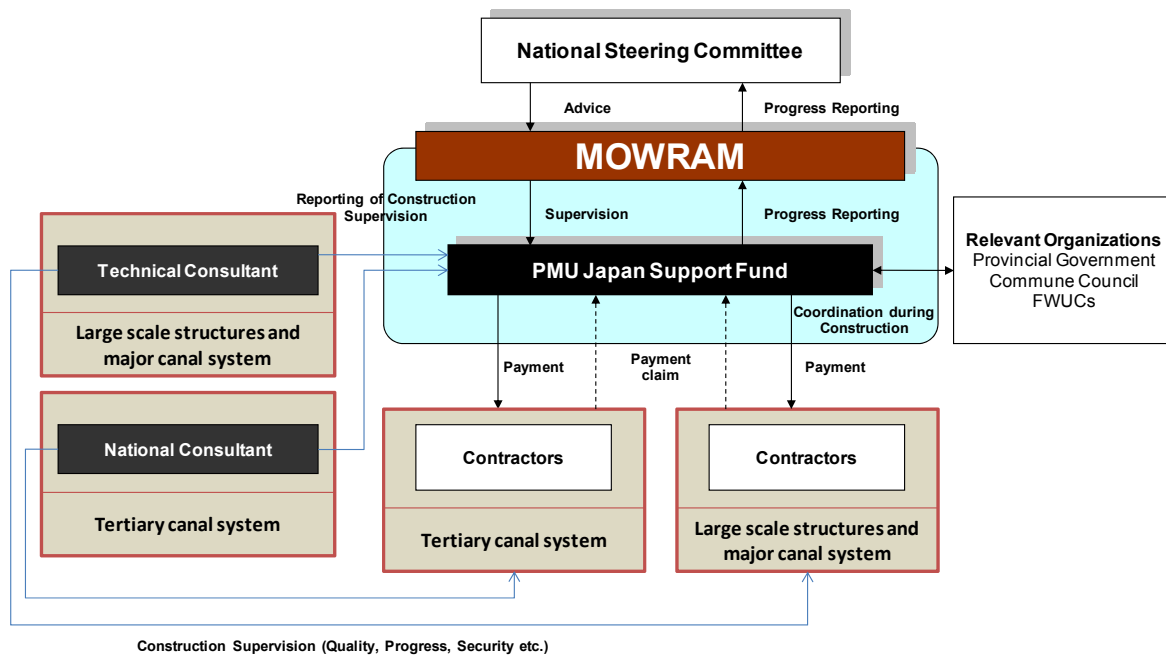 National Steering Committee
Advice
Progress Reporting
MOWRAM
Reporting of Construction
Supervision
Supervision
Progress Reporting
Technical Consultant
Large scale structures and
major canal system
PMU Japan Support Fund
Relevant Organizations
Provincial Government
Commune Council
FWUCs
Coordination during
Construction
Payment
Payment
claim
Payment
National Consultant
Tertiary canal system
Contractors
Tertiary canal system
Contractors
Large scale structures and
major canal system
Construction Supervision (Quality, Progress, Security etc.)